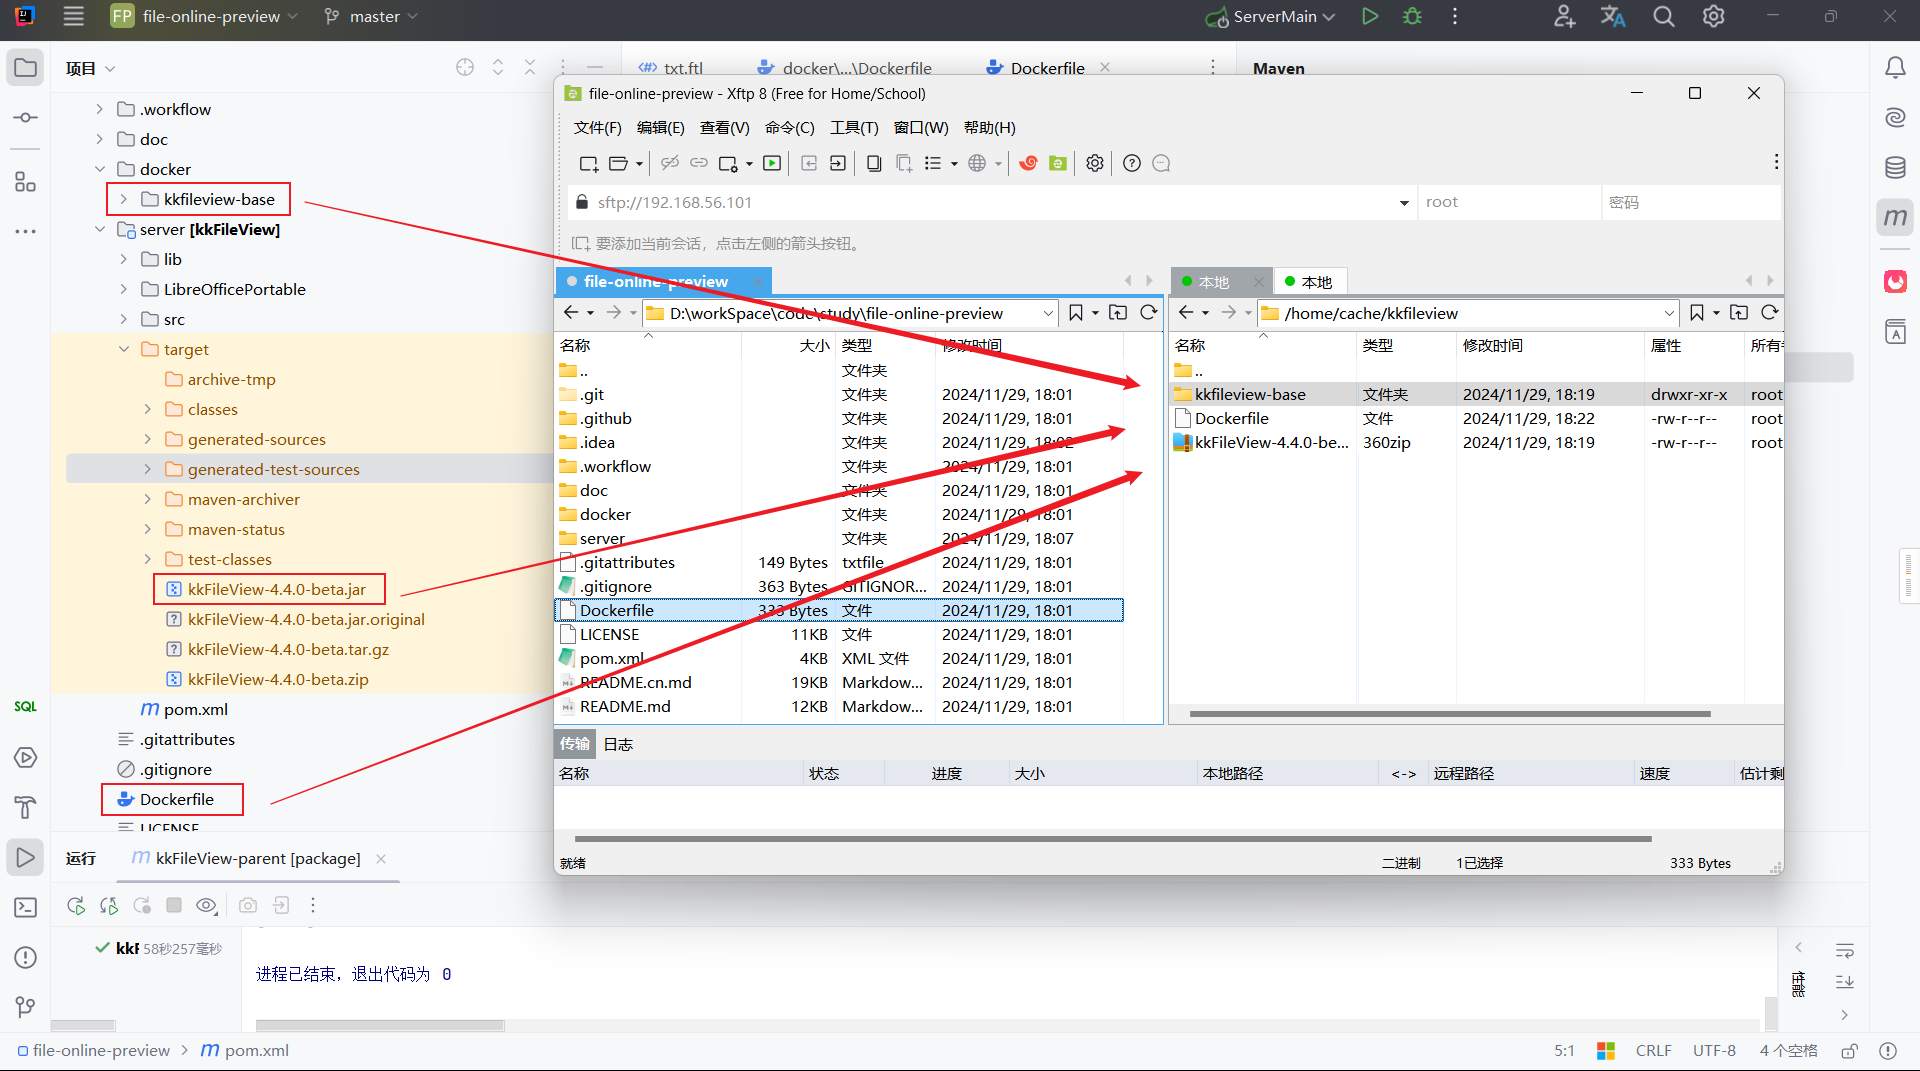 FP file-online-preview master ServerMain
项目
txt.ftl docker\...\Dockerfile Dockerfile Maven
.workflow
doc
docker
kkfileview-base
server [kkFileView]
lib
LibreOfficePortable
src
target
archive-tmp
classes
generated-sources
generated-test-sources
maven-archiver
maven-status
test-classes
kkFileView-4.4.0-beta.jar
kkFileView-4.4.0-beta.jar.original
kkFileView-4.4.0-beta.tar.gz
kkFileView-4.4.0-beta.zip
pom.xml
.gitattributes
.gitignore
Dockerfile
LICENSE
file-online-preview - Xftp 8 (Free for Home/School)
文件(F) 编辑(E) 查看(V) 命令(C) 工具(T) 窗口(W) 帮助(H)
sftp://192.168.56.101 root 密码
要添加当前会话，点击左侧的箭头按钮。
file-online-preview
D:\workSpace\code\study\file-online-preview
名称 大小 类型 修改时间
.. 文件夹
.git 文件夹 2024/11/29, 18:01
.github 文件夹 2024/11/29, 18:01
.idea 文件夹 2024/11/29, 18:02
.workflow 文件夹 2024/11/29, 18:01
doc 文件夹 2024/11/29, 18:01
docker 文件夹 2024/11/29, 18:01
server 文件夹 2024/11/29, 18:07
.gitattributes 149 Bytes txtfile 2024/11/29, 18:01
.gitignore 363 Bytes GITIGNOR... 2024/11/29, 18:01
Dockerfile 333 Bytes 文件 2024/11/29, 18:01
LICENSE 11KB 文件 2024/11/29, 18:01
pom.xml 4KB XML 文件 2024/11/29, 18:01
README.cn.md 19KB Markdow... 2024/11/29, 18:01
README.md 12KB Markdow... 2024/11/29, 18:01
本地 本地
/home/cache/kkfileview
名称 类型 修改时间 属性 所有者
..
kkfileview-base 文件夹 2024/11/29, 18:19 drwxr-xr-x root
Dockerfile 文件 2024/11/29, 18:22 -rw-r--r-- root
kkFileView-4.4.0-be... 360zip 2024/11/29, 18:19 -rw-r--r-- root
传输 日志
名称 状态 进度 大小 本地路径 <-> 远程路径 速度 估计剩
就绪 二进制 1已选择 333 Bytes
SQL
运行 kkFileView-parent [package]
kkF 58秒257毫秒
进程已结束，退出代码为 0
性能
file-online-preview > pom.xml 5:1 CRLF UTF-8 4 个空格